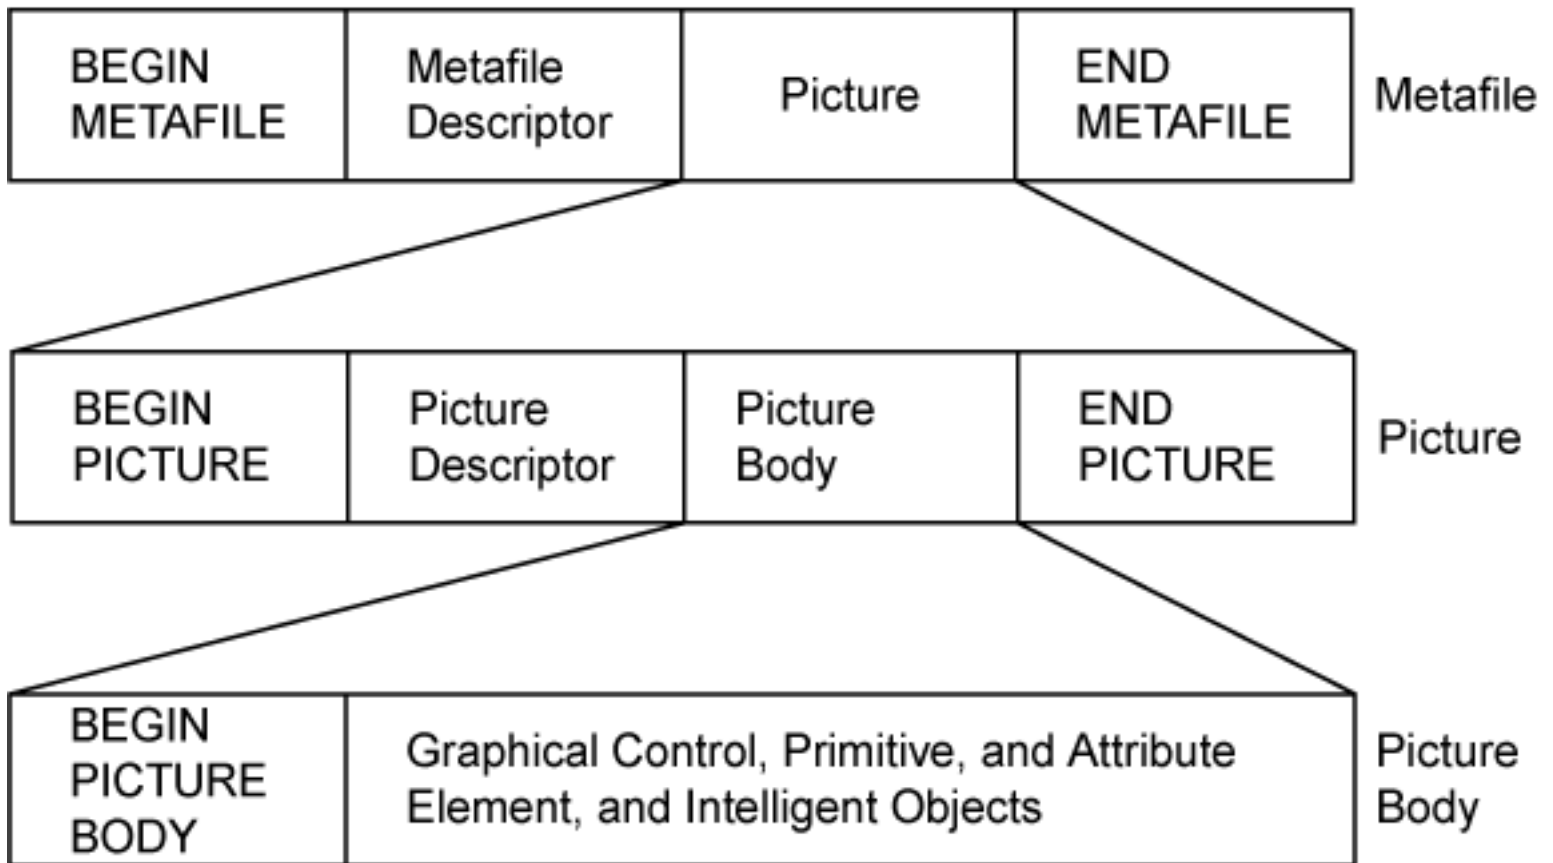 BEGIN
METAFILE
Metafile
Descriptor
Picture
END
METAFILE
Metafile
BEGIN
PICTURE
Picture
Descriptor
Picture
Body
END
PICTURE
Picture
BEGIN
PICTURE
BODY
Graphical Control, Primitive, and Attribute
Element, and Intelligent Objects
Picture
Body